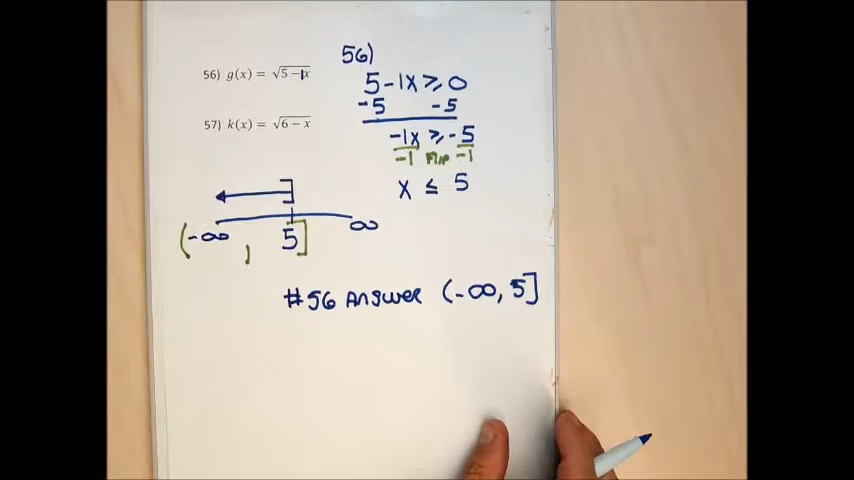 56) g(x) = √5 − 1x
57) k(x) = √6 − x
56)
5 - 1x ≥ 0
-5 -5
-1x ≥ -5
-1 Flip -1
x ≤ 5
(-∞ , 5] ∞
#56 Answer (-∞, 5]